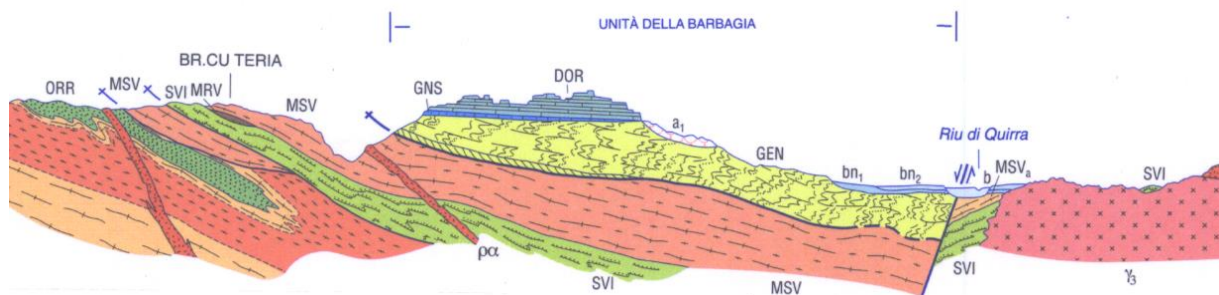 UNITÀ DELLA BARBAGIA
BR.CU TERIA
ORR
MSV
SVI
MRV
MSV
GNS
DOR
a1
GEN
bn1
bn2
Riu di Quirra
b
MSVa
SVI
ρα
SVI
MSV
SVI
γ3